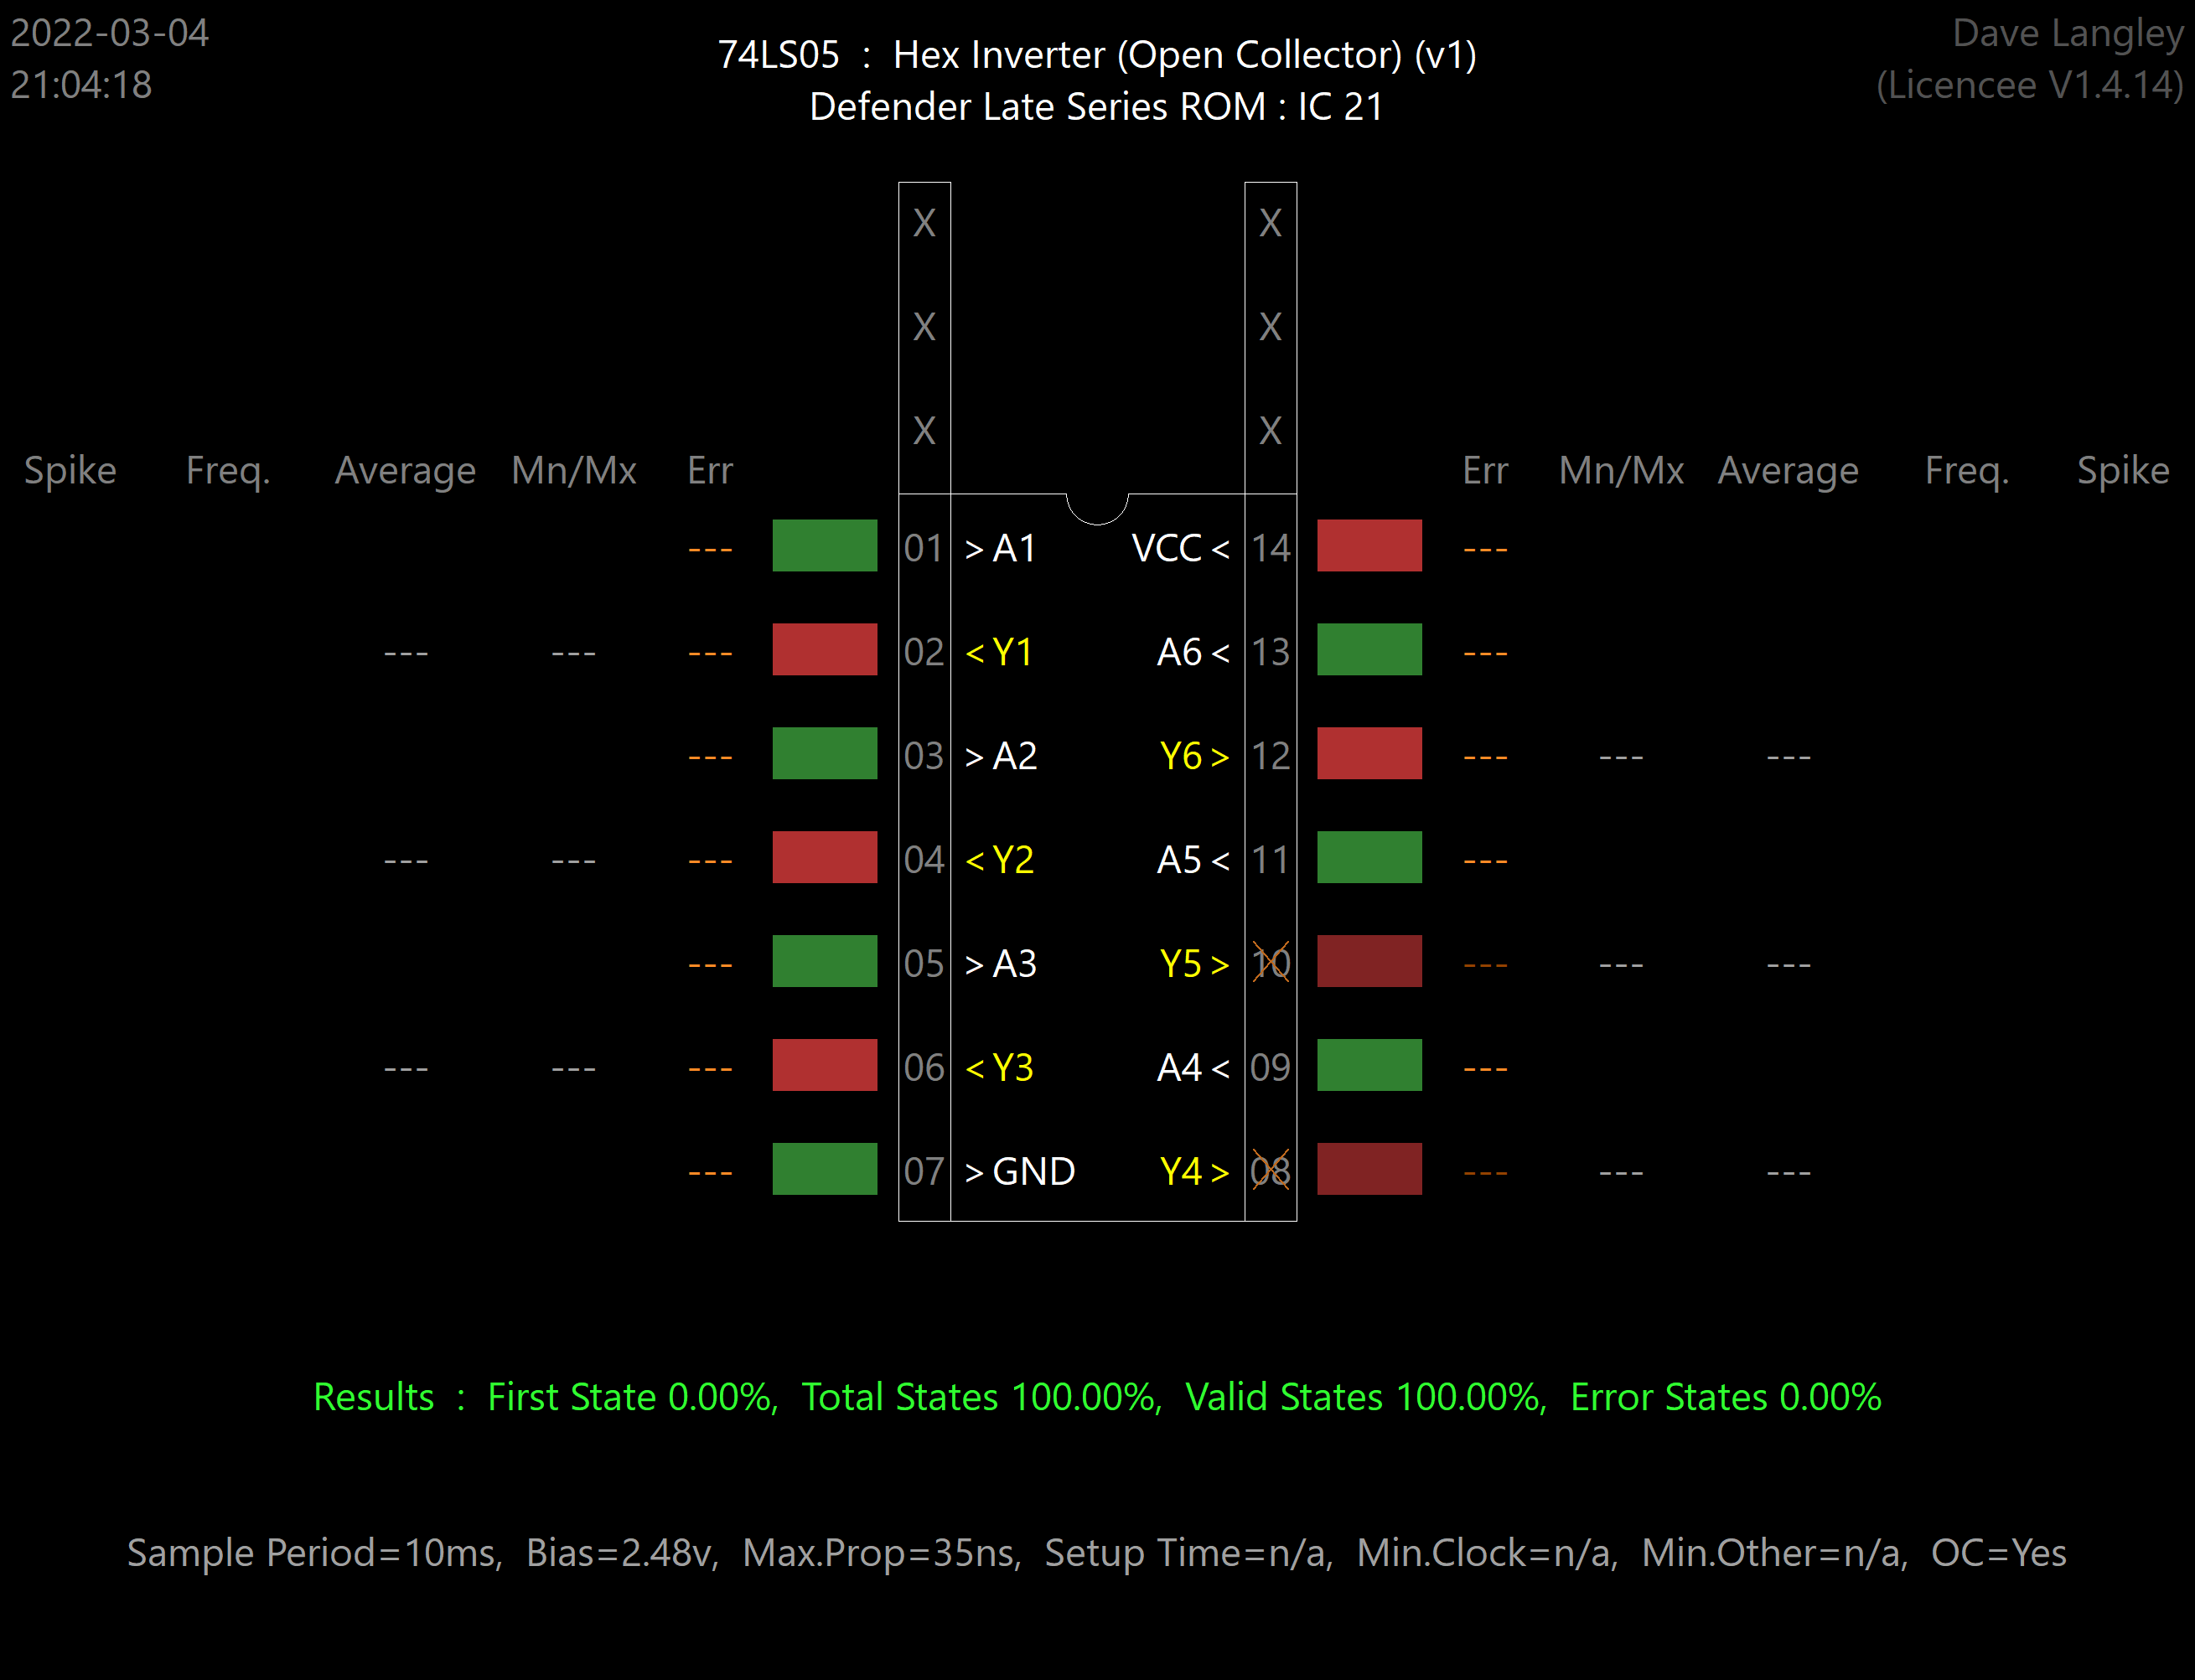 2022-03-04
21:04:18
74LS05 : Hex Inverter (Open Collector) (v1)
Defender Late Series ROM : IC 21
Dave Langley
(Licencee V1.4.14)
X X
X X
X X
Spike Freq. Average Mn/Mx Err Err Mn/Mx Average Freq. Spike
--- 01 >A1 VCC< 14 ---
--- --- --- 02 <Y1 A6< 13 ---
--- 03 >A2 Y6> 12 --- --- ---
--- --- --- 04 <Y2 A5< 11 ---
--- 05 >A3 Y5> 10 --- --- ---
--- --- --- 06 <Y3 A4< 09 ---
--- 07 >GND Y4> 08 --- --- ---
Results : First State 0.00%, Total States 100.00%, Valid States 100.00%, Error States 0.00%
Sample Period=10ms, Bias=2.48v, Max.Prop=35ns, Setup Time=n/a, Min.Clock=n/a, Min.Other=n/a, OC=Yes